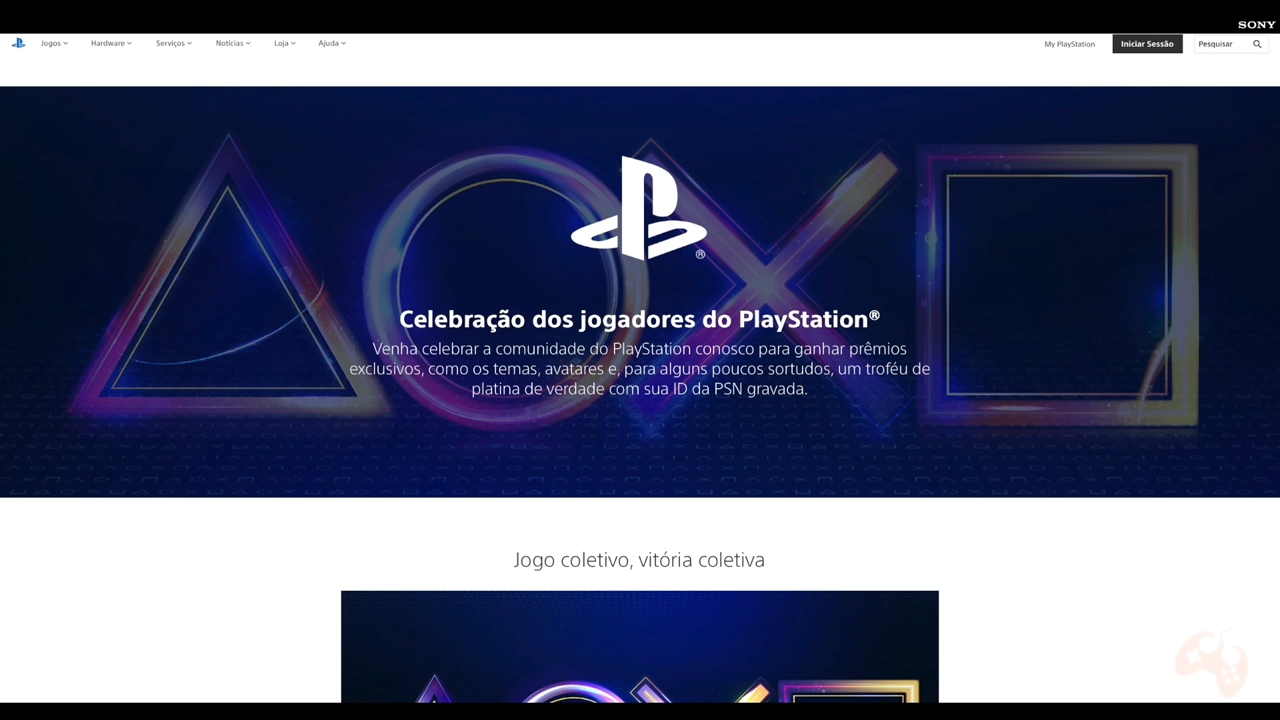 SONY
Jogos
Hardware
Serviços
Notícias
Loja
Ajuda
My PlayStation
Iniciar Sessão
Pesquisar
®
Celebração dos jogadores do PlayStation®
Venha celebrar a comunidade do PlayStation conosco para ganhar prêmios
exclusivos, como os temas, avatares e, para alguns poucos sortudos, um troféu de
platina de verdade com sua ID da PSN gravada.
Jogo coletivo, vitória coletiva